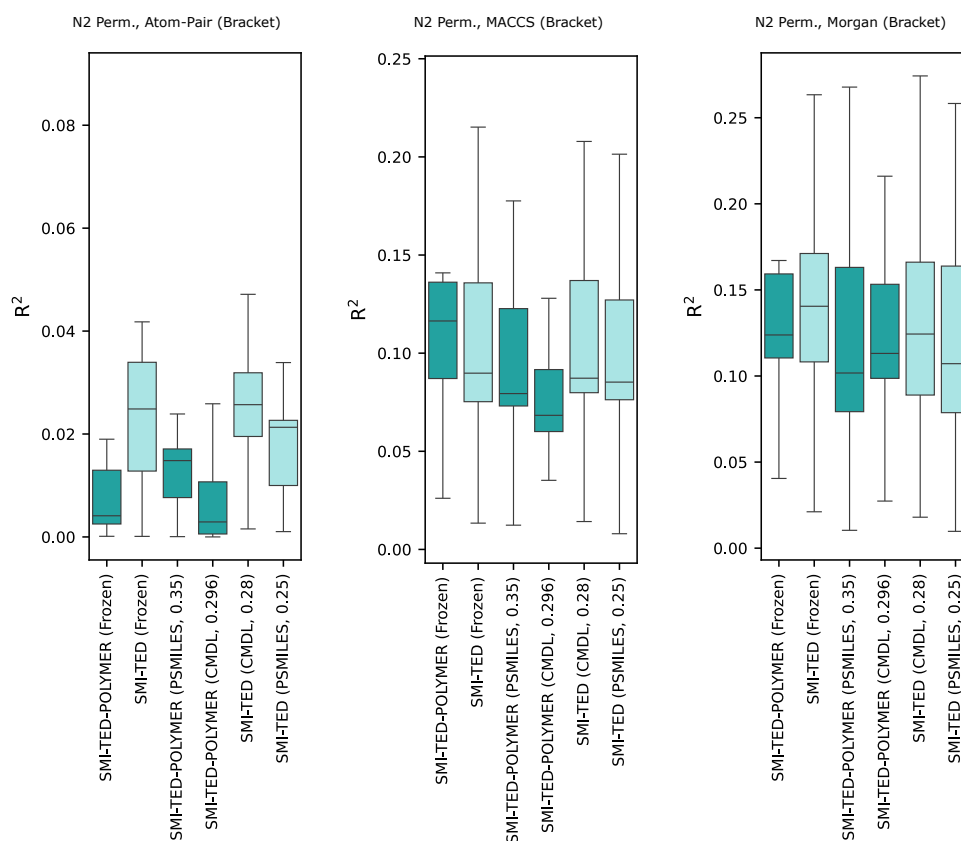 N2 Perm., Atom-Pair (Bracket)
0.08
0.06
0.04
0.02
0.00
R²
SMI-TED-POLYMER (Frozen)
SMI-TED (Frozen)
SMI-TED-POLYMER (PSMILES, 0.35)
SMI-TED-POLYMER (CMDL, 0.296)
SMI-TED (CMDL, 0.28)
SMI-TED (PSMILES, 0.25)
N2 Perm., MACCS (Bracket)
0.25
0.20
0.15
0.10
0.05
0.00
R²
SMI-TED-POLYMER (Frozen)
SMI-TED (Frozen)
SMI-TED-POLYMER (PSMILES, 0.35)
SMI-TED-POLYMER (CMDL, 0.296)
SMI-TED (CMDL, 0.28)
SMI-TED (PSMILES, 0.25)
N2 Perm., Morgan (Bracket)
0.25
0.20
0.15
0.10
0.05
0.00
R²
SMI-TED-POLYMER (Frozen)
SMI-TED (Frozen)
SMI-TED-POLYMER (PSMILES, 0.35)
SMI-TED-POLYMER (CMDL, 0.296)
SMI-TED (CMDL, 0.28)
SMI-TED (PSMILES, 0.25)